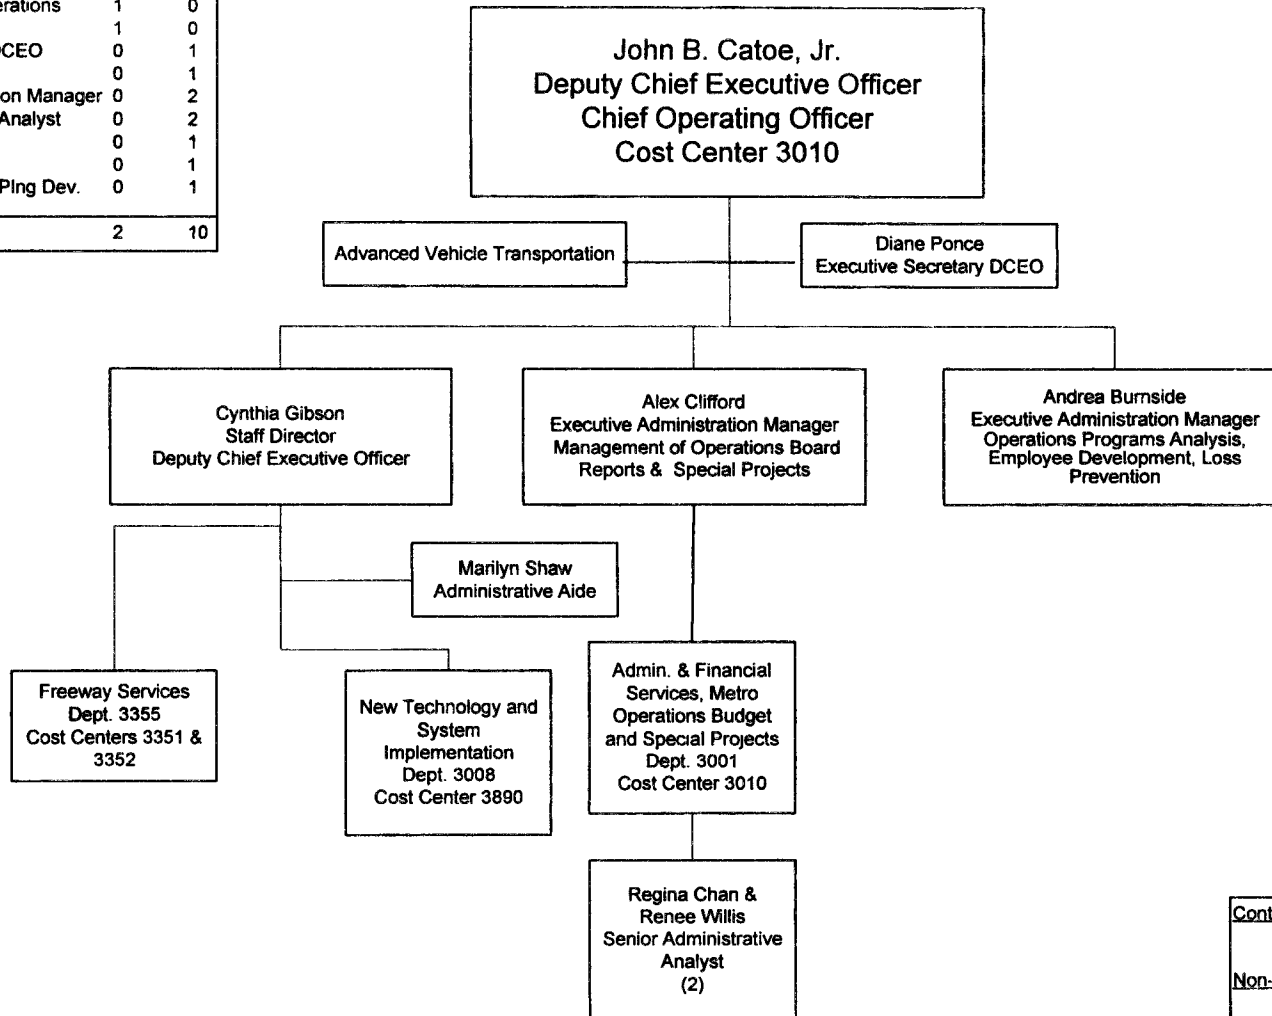 erations 1 0
1 0
CEO 0 1
0 1
on Manager 0 2
Analyst 0 2
0 1
0 1
Plng Dev. 0 1
2 10
John B. Catoe, Jr.
Deputy Chief Executive Officer
Chief Operating Officer
Cost Center 3010
Advanced Vehicle Transportation
Diane Ponce
Executive Secretary DCEO
Cynthia Gibson
Staff Director
Deputy Chief Executive Officer
Alex Clifford
Executive Administration Manager
Management of Operations Board
Reports & Special Projects
Andrea Burnside
Executive Administration Manager
Operations Programs Analysis,
Employee Development, Loss
Prevention
Marilyn Shaw
Administrative Aide
Freeway Services
Dept. 3355
Cost Centers 3351 &
3352
New Technology and
System
Implementation
Dept. 3008
Cost Center 3890
Admin. & Financial
Services, Metro
Operations Budget
and Special Projects
Dept. 3001
Cost Center 3010
Regina Chan &
Renee Willis
Senior Administrative
Analyst
(2)
Cont
Non-